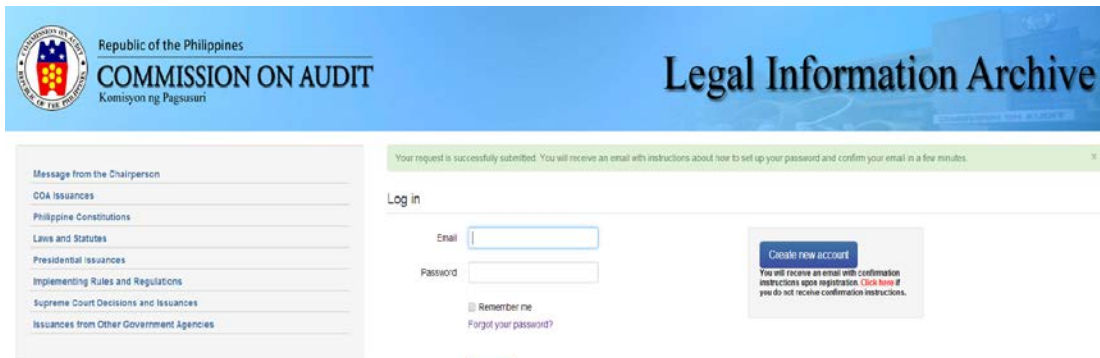 Republic of the Philippines
COMMISSION ON AUDIT
Komisyon ng Pagsusuri
Legal Information Archive
COMMISSION ON AUDIT
Your request is successfully submitted. You will receive an email with instructions about how to set up your password and confirm your email in a few minutes.
x
Message from the Chairperson
COA Issuances
Philippine Constitutions
Laws and Statutes
Presidential Issuances
Implementing Rules and Regulations
Supreme Court Decisions and Issuances
Issuances from Other Government Agencies
Log in
Email
Password
Remember me
Forgot your password?
Create new account
You will receive an email with confirmation
instructions upon registration. Click here if
you do not receive confirmation instructions.